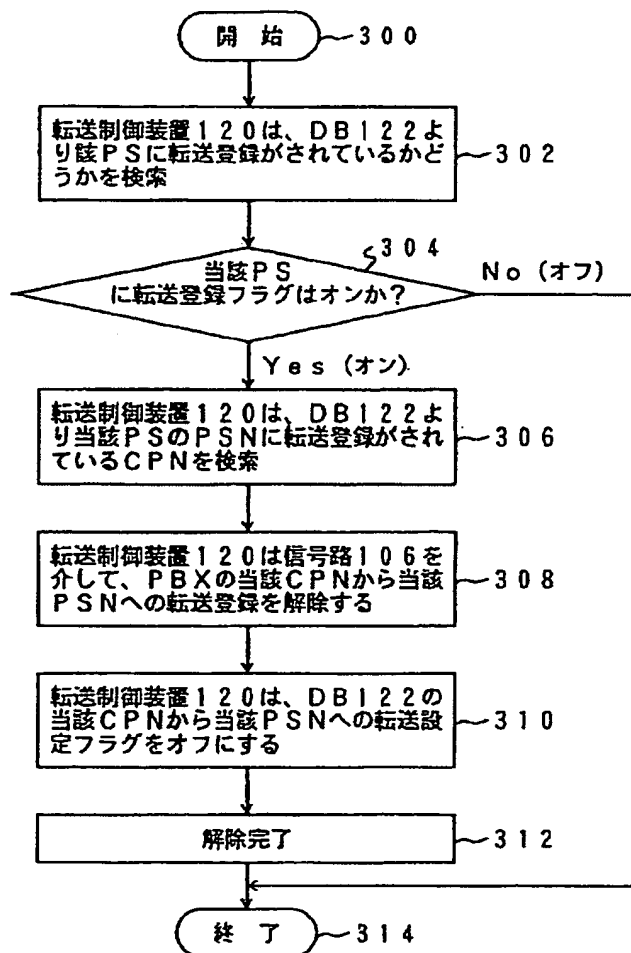 開 始
300
転送制御装置120は、DB122よ
り該PSに転送登録がされているかど
うかを検索
302
304
当該PS
に転送登録フラグはオンか?
No(オフ)
Yes(オン)
転送制御装置120は、DB122よ
り当該PSのPSNに転送登録がされ
ているCPNを検索
306
転送制御装置120は信号路106を
介して、PBXの当該CPNから当該
PSNへの転送登録を解除する
308
転送制御装置120は、DB122の
当該CPNから当該PSNへの転送設
定フラグをオフにする
310
解除完了
312
終 了
314